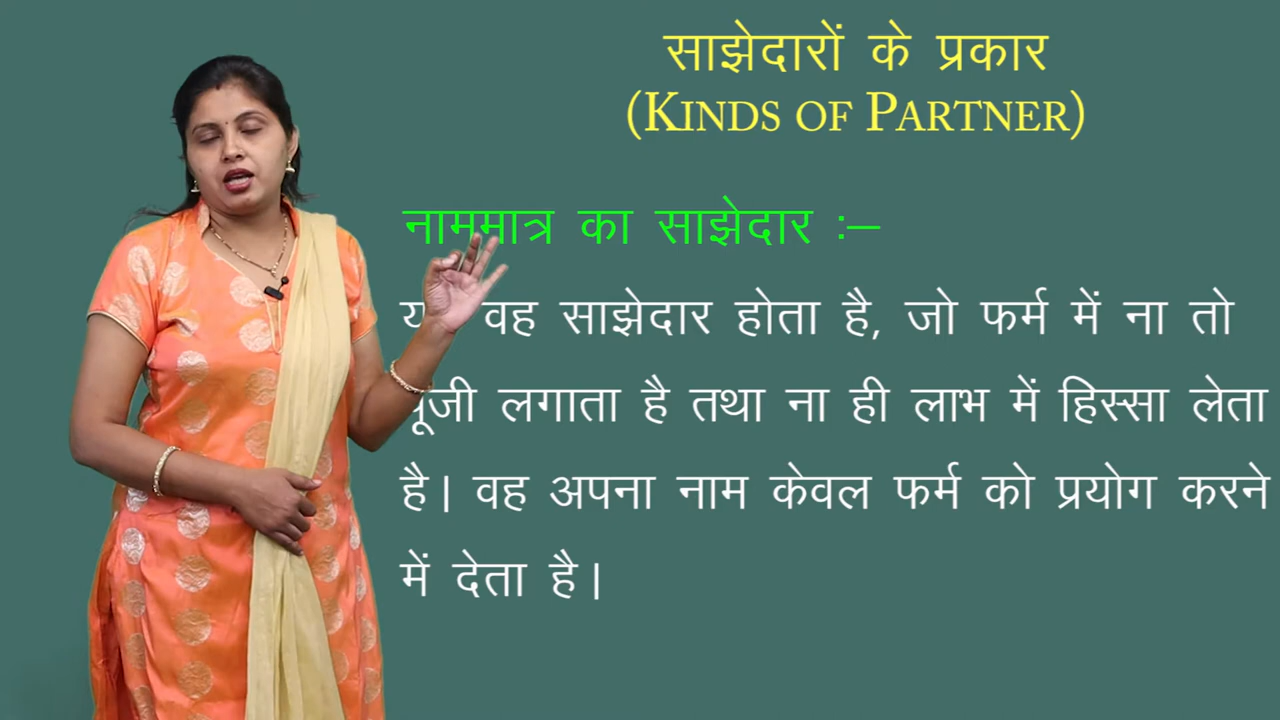 साझेदारों के प्रकार
(KINDS OF PARTNER)
नाममात्र का साझेदार :–
वह साझेदार होता है, जो फर्म में ना तो
पूंजी लगाता है तथा ना ही लाभ में हिस्सा लेता
है। वह अपना नाम केवल फर्म को प्रयोग करने
में देता है।